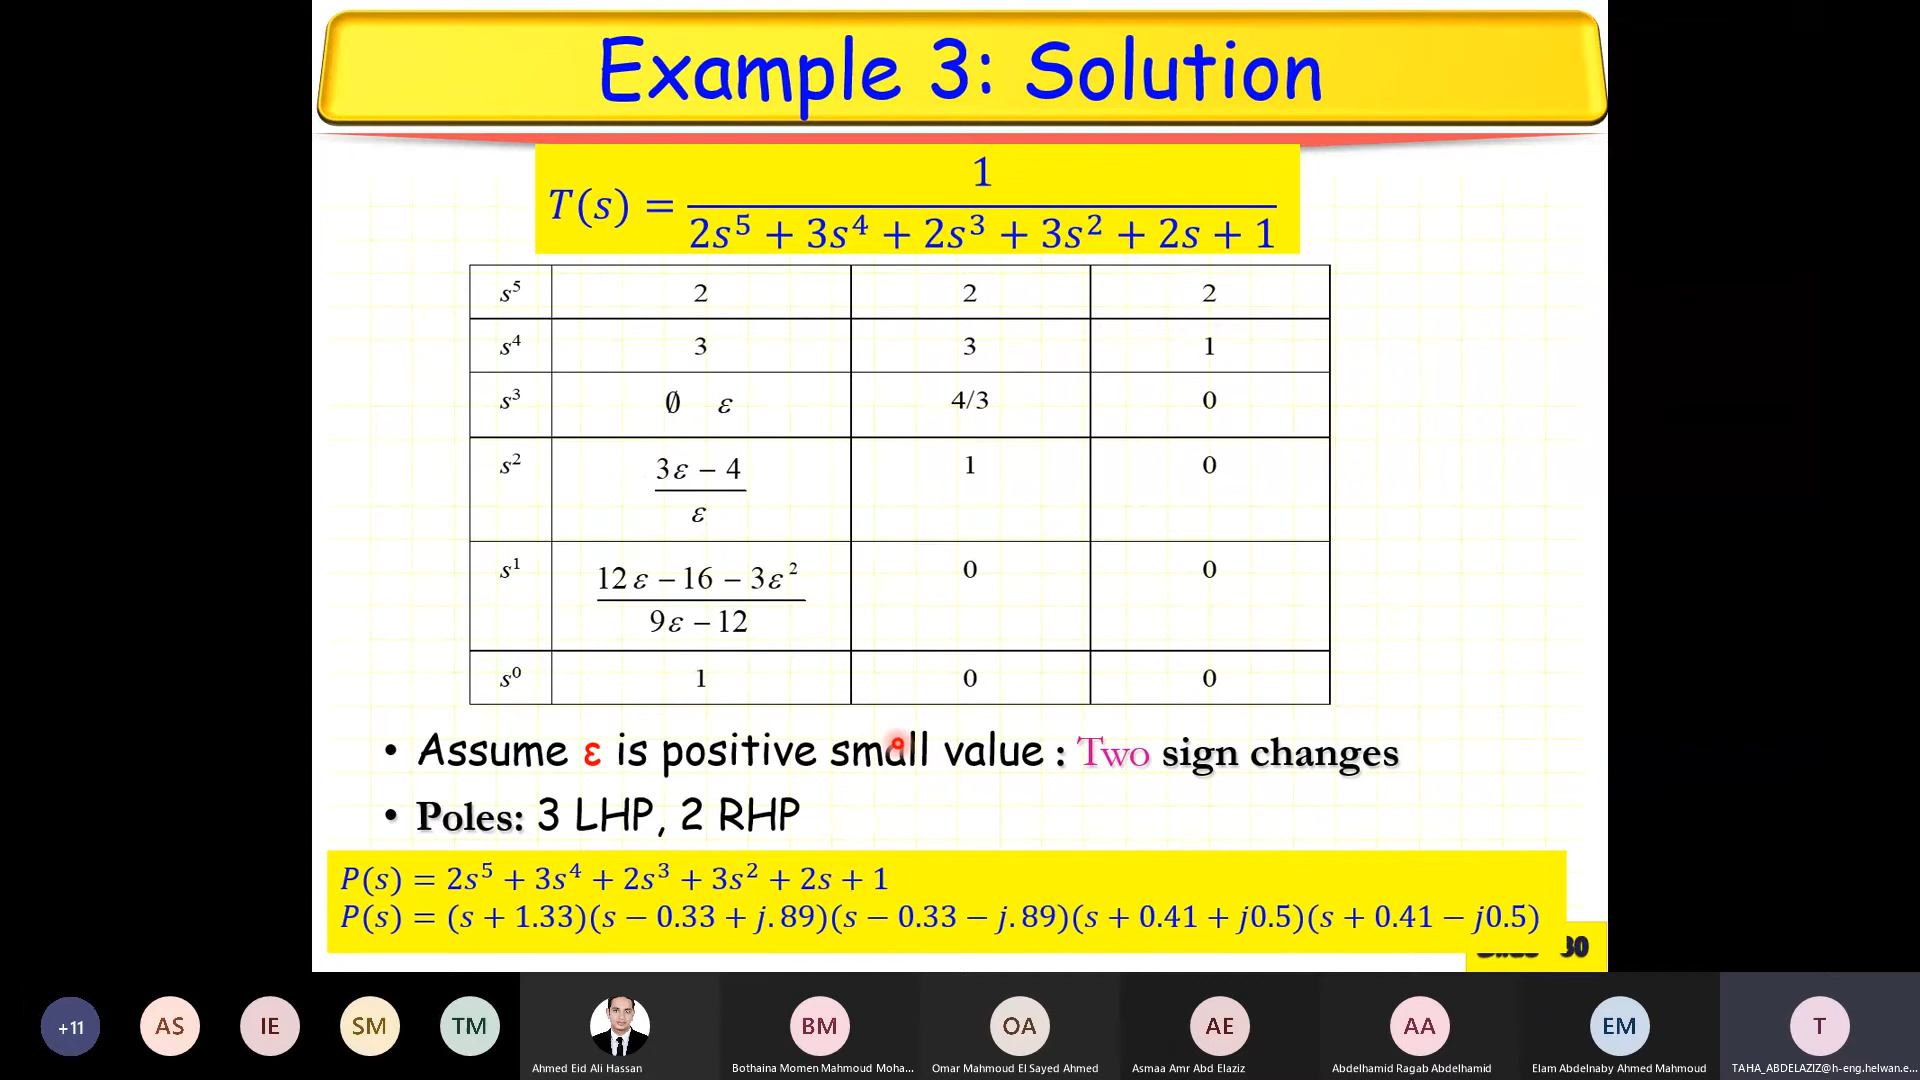 Example 3: Solution
T(s) = 1 / (2s⁵ + 3s⁴ + 2s³ + 3s² + 2s + 1)
s⁵ 2 2 2
s⁴ 3 3 1
s³ 0̸ ε 4/3 0
s² (3ε − 4)/ε 1 0
s¹ (12ε − 16 − 3ε²)/(9ε − 12) 0 0
s⁰ 1 0 0
• Assume ε is positive small value : Two sign changes
• Poles: 3 LHP, 2 RHP
P(s) = 2s⁵ + 3s⁴ + 2s³ + 3s² + 2s + 1
P(s) = (s + 1.33)(s − 0.33 + j.89)(s − 0.33 − j.89)(s + 0.41 + j0.5)(s + 0.41 − j0.5)
30
+11 AS IE SM TM BM OA AE AA EM T
Ahmed Eid Ali Hassan Bothaina Momen Mahmoud Moha... Omar Mahmoud El Sayed Ahmed Asmaa Amr Abd Elaziz Abdelhamid Ragab Abdelhamid Elam Abdelnaby Ahmed Mahmoud TAHA_ABDELAZIZ@h-eng.helwan.e...